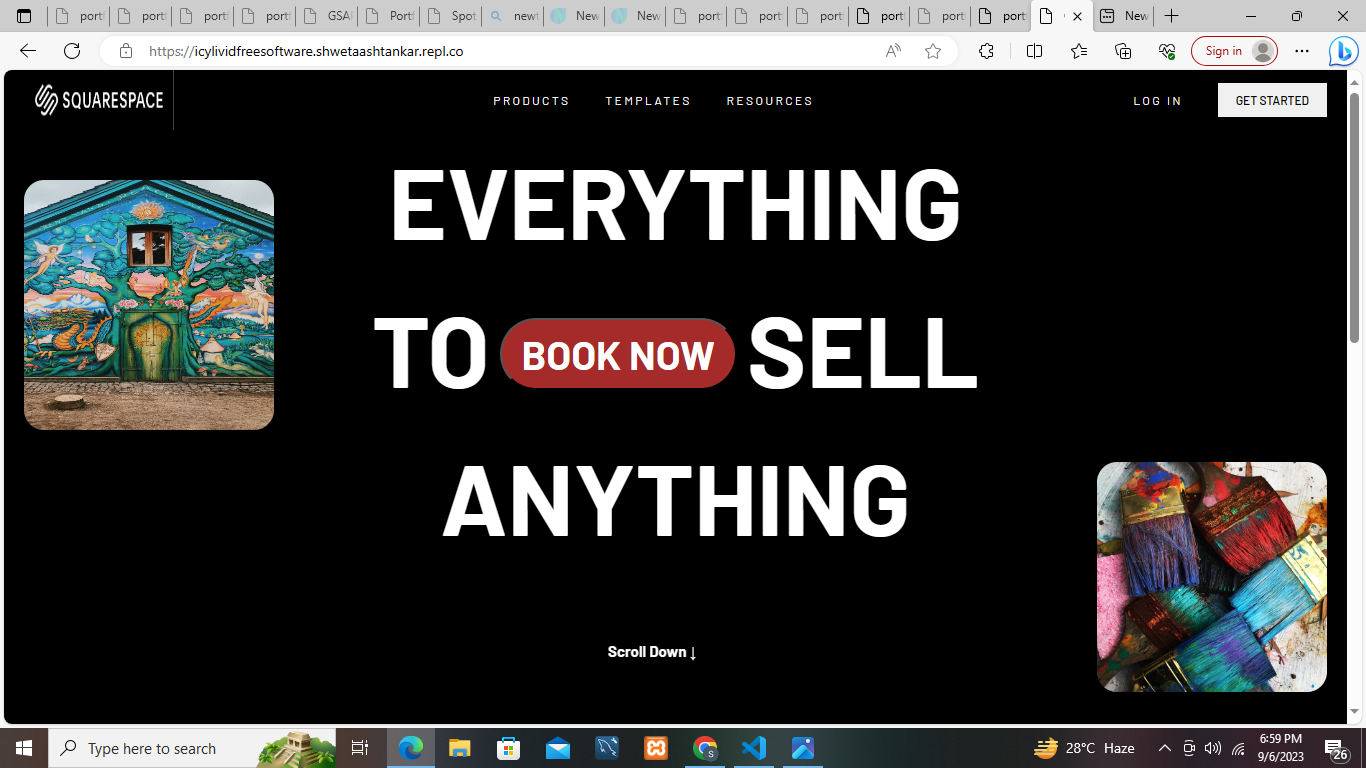 port
port
port
port
GSAI
Portf
Spot
newt
New
New
port
port
port
port
port
port
New
https://icylividfreesoftware.shwetaashtankar.repl.co
Sign in
SQUARESPACE
PRODUCTS
TEMPLATES
RESOURCES
LOG IN
GET STARTED
EVERYTHING
TO BOOK NOW SELL
ANYTHING
Scroll Down ↓
Type here to search
28°C Haze
6:59 PM
9/6/2023
26